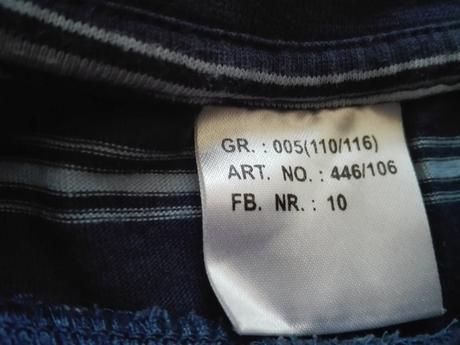 GR. : 005(110/116)
ART. NO. : 446/106
FB. NR. : 10